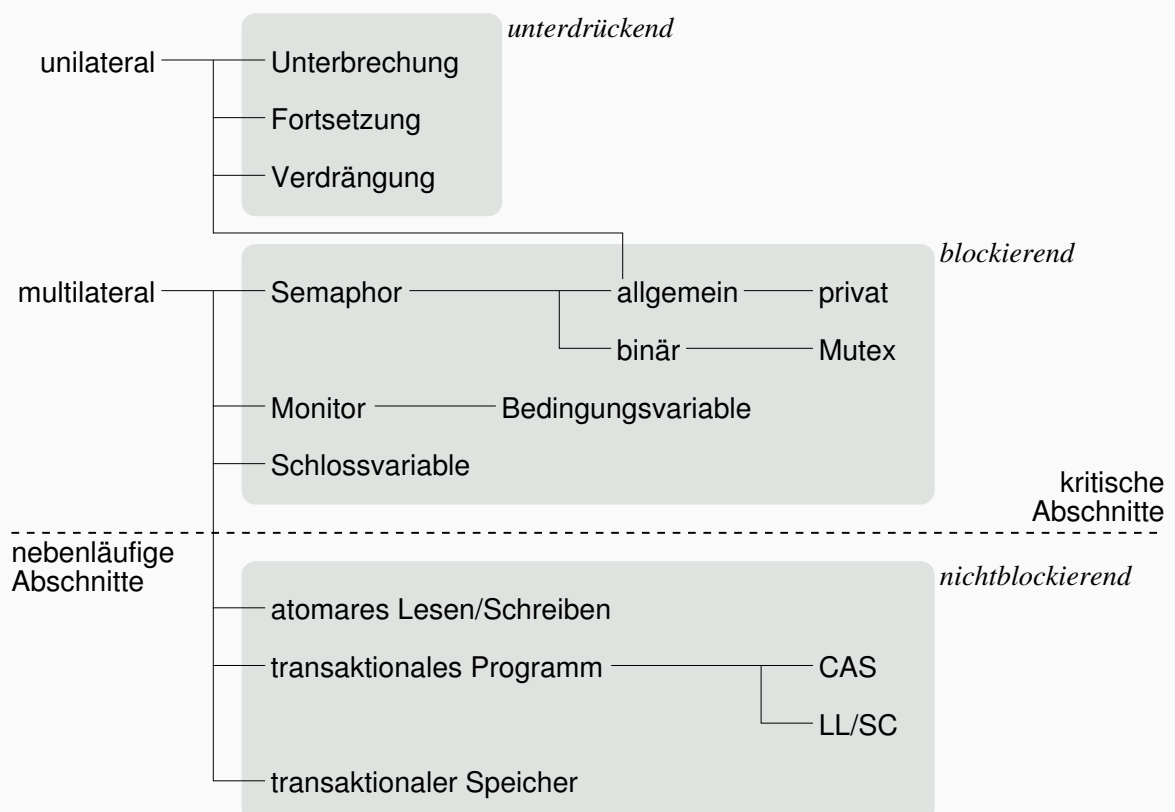 unterdrückend
unilateral Unterbrechung
Fortsetzung
Verdrängung
blockierend
multilateral Semaphor allgemein privat
binär Mutex
Monitor Bedingungsvariable
Schlossvariable
kritische
Abschnitte
nebenläufige
Abschnitte
nichtblockierend
atomares Lesen/Schreiben
transaktionales Programm CAS
LL/SC
transaktionaler Speicher